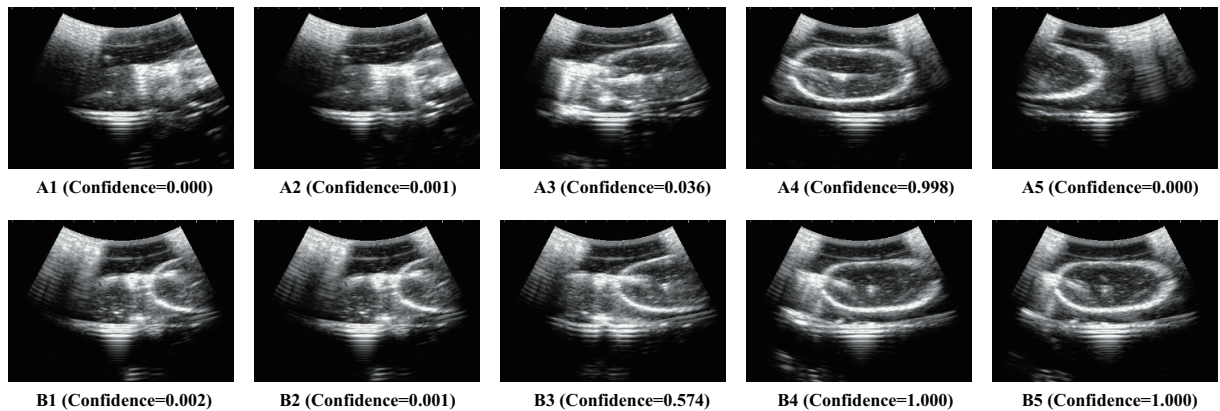 A1 (Confidence=0.000)
A2 (Confidence=0.001)
A3 (Confidence=0.036)
A4 (Confidence=0.998)
A5 (Confidence=0.000)
B1 (Confidence=0.002)
B2 (Confidence=0.001)
B3 (Confidence=0.574)
B4 (Confidence=1.000)
B5 (Confidence=1.000)